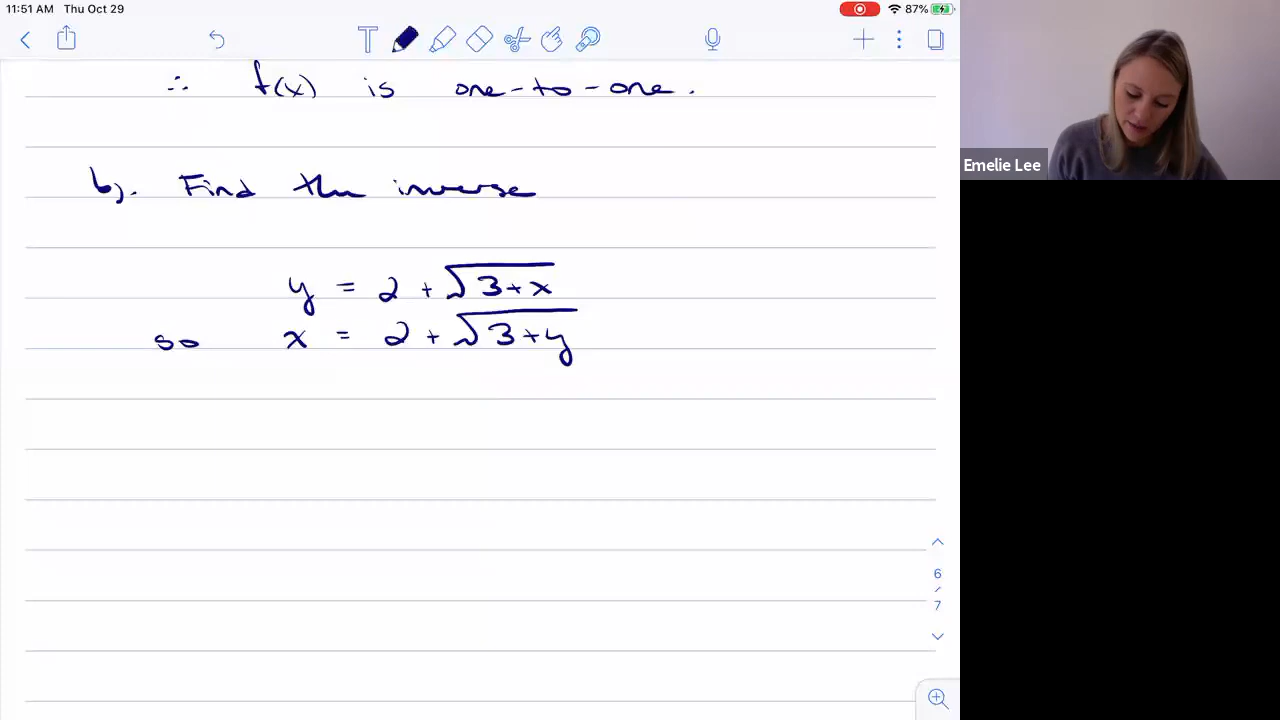 11:51 AM Thu Oct 29
87%
∴ f(x) is one-to-one.
b). Find the inverse
y = 2 + √3+x
so x = 2 + √3+y
Emelie Lee
6
/
7